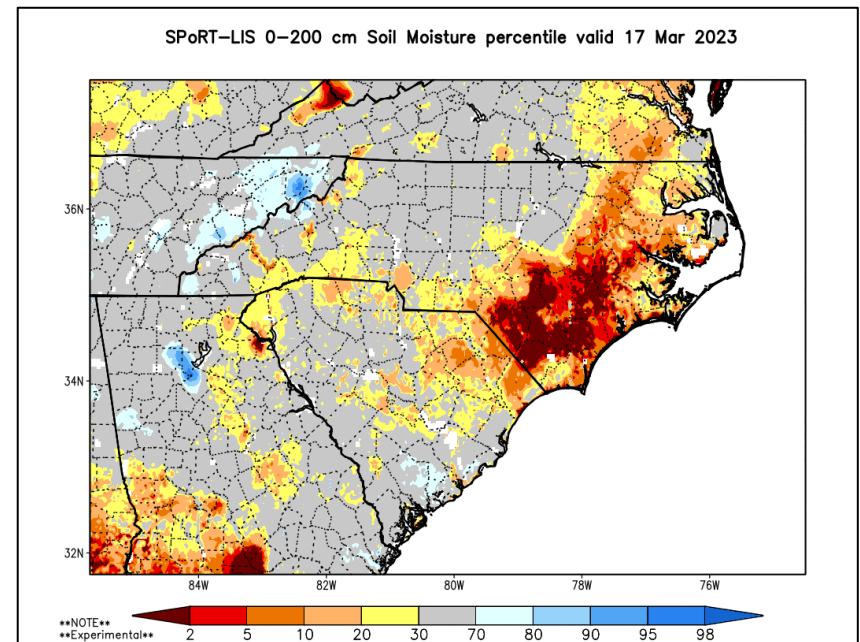 SPoRT-LIS 0-200 cm Soil Moisture percentile valid 17 Mar 2023
36N
34N
32N
84W 82W 80W 78W 76W
**NOTE**
**Experimental** 2 5 10 20 30 70 80 90 95 98